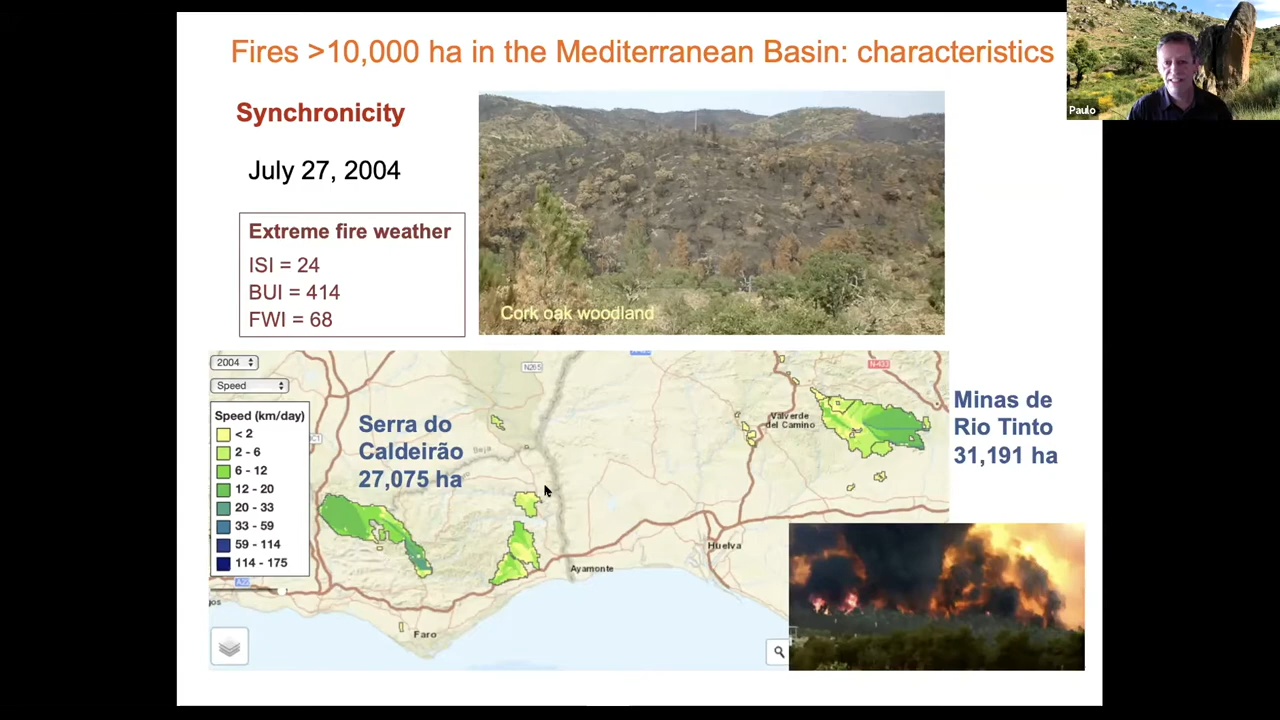 Fires >10,000 ha in the Mediterranean Basin: characteristics
Paulo
Synchronicity
July 27, 2004
Extreme fire weather
ISI = 24
BUI = 414
FWI = 68
Cork oak woodland
2004
Speed
Speed (km/day)
< 2
2 - 6
6 - 12
12 - 20
20 - 33
33 - 59
59 - 114
114 - 175
Serra do
Caldeirão
27,075 ha
N265
Beja
Valverde
del Camino
Minas de
Rio Tinto
31,191 ha
Huelva
Ayamonte
Faro